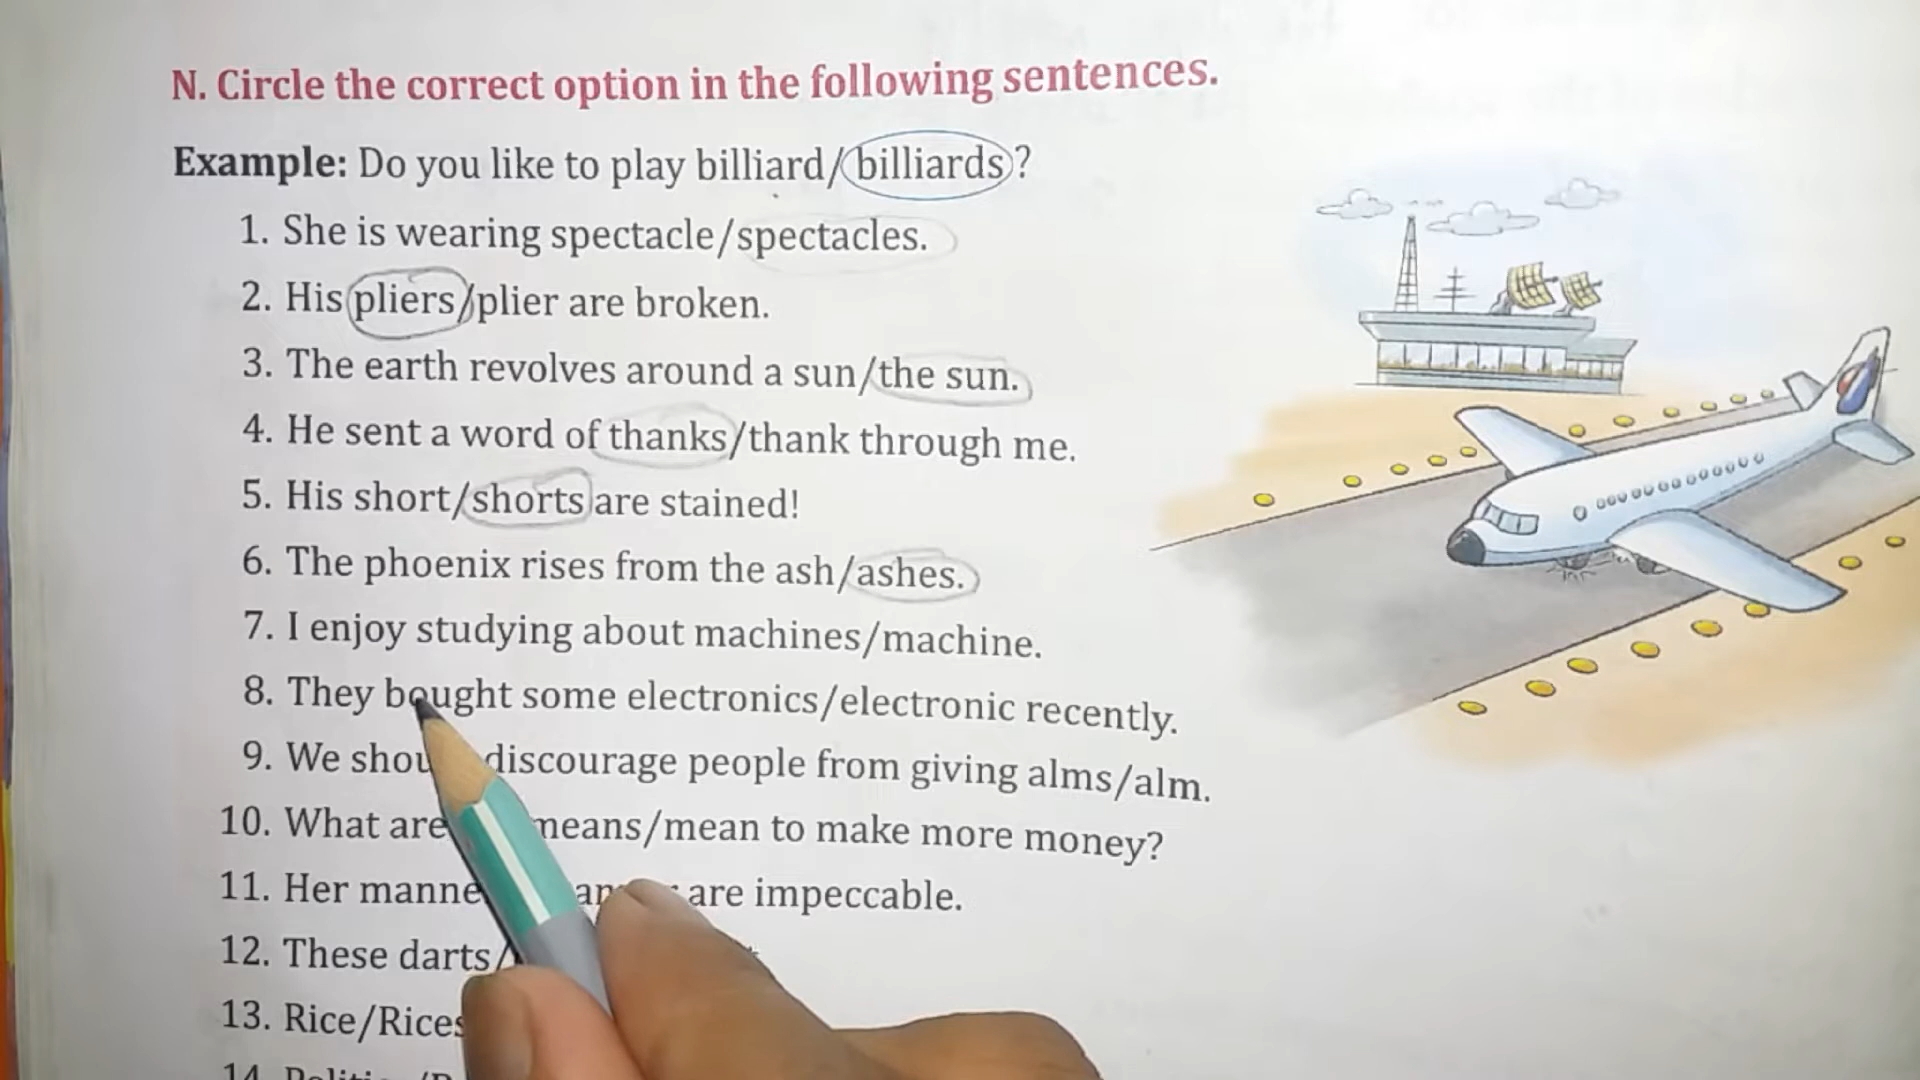 N. Circle the correct option in the following sentences.
Example: Do you like to play billiard/billiards?
1. She is wearing spectacle/spectacles.
2. His pliers/plier are broken.
3. The earth revolves around a sun/the sun.
4. He sent a word of thanks/thank through me.
5. His short/shorts are stained!
6. The phoenix rises from the ash/ashes.
7. I enjoy studying about machines/machine.
8. They bought some electronics/electronic recently.
9. We discourage people from giving alms/alm.
10. What are means/mean to make more money?
11. Her are impeccable.
12. These darts/
13. Rice/Rices
14.